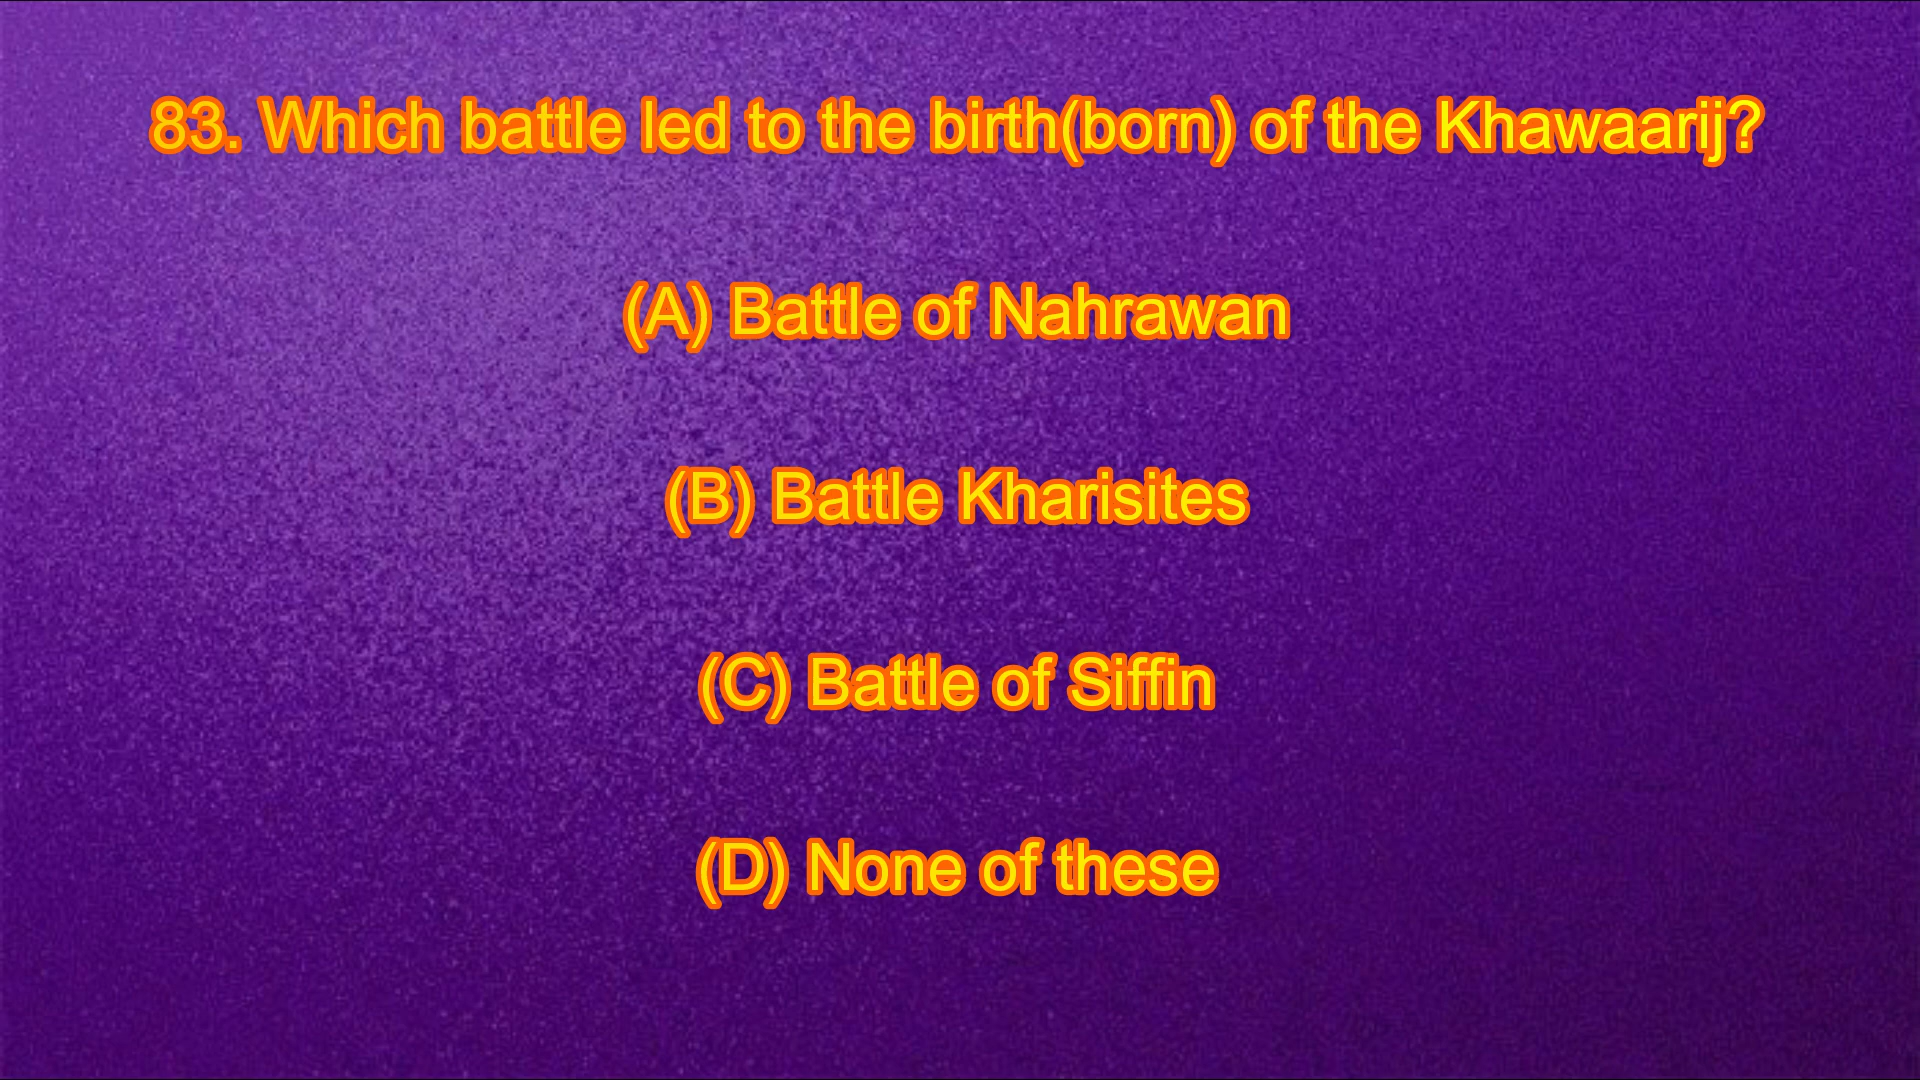 83. Which battle led to the birth(born) of the Khawaarij?
(A) Battle of Nahrawan
(B) Battle Kharisites
(C) Battle of Siffin
(D) None of these